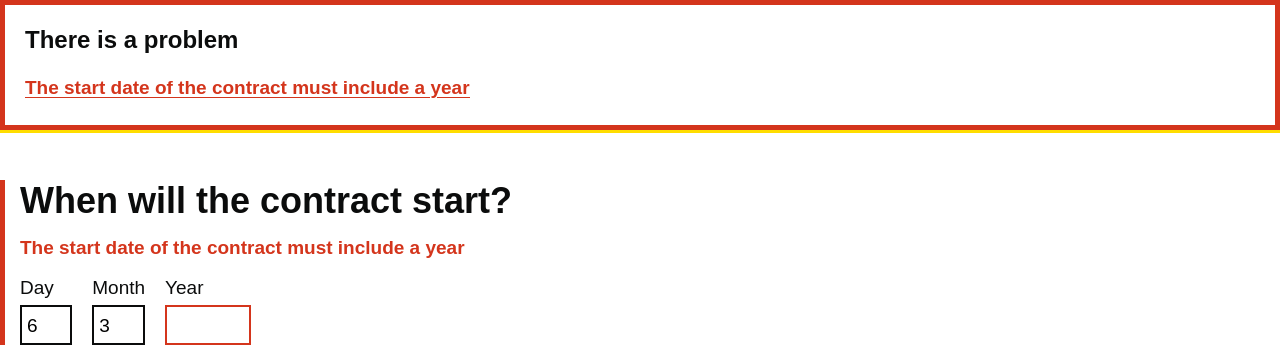 There is a problem
The start date of the contract must include a year
When will the contract start?
The start date of the contract must include a year
Day Month Year
6 3